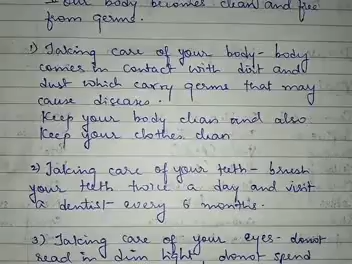 our body becomes clean and free
from germs.
1) Taking care of your body - body
comes in contact with dirt and
dust which carry germs that may
cause diseases.
Keep your body clean and also
Keep your clothes clean
2) Taking care of your teeth - brush
your teeth twice a day and visit
a dentist every 6 months.
3) Taking care of your eyes - donot
read in dim light, donot spend